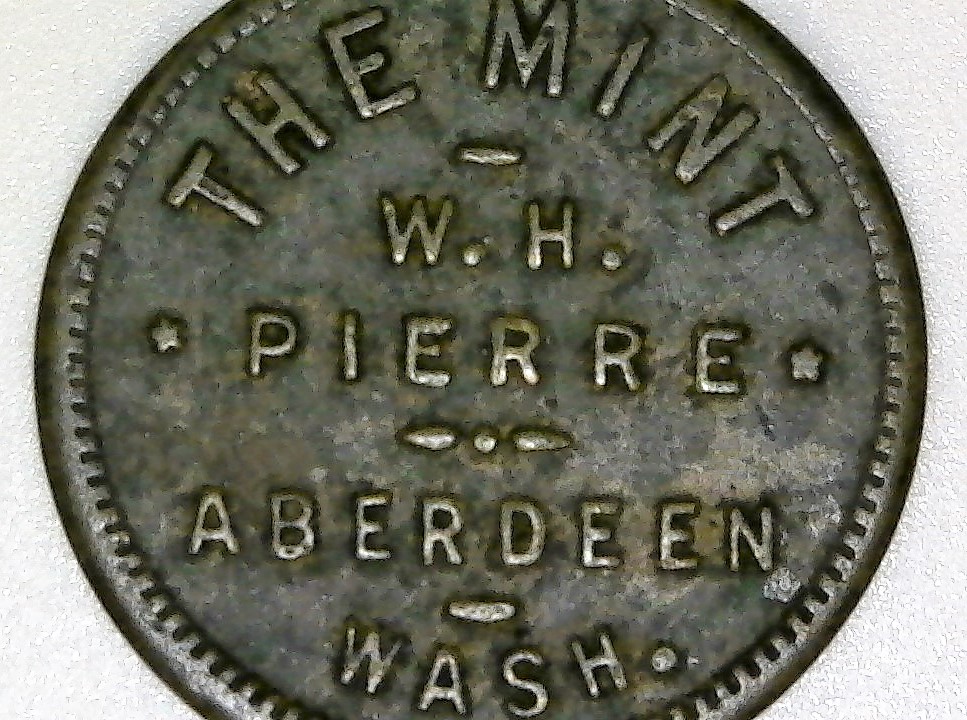 THE MINT
W. H.
PIERRE
ABERDEEN
WASH.